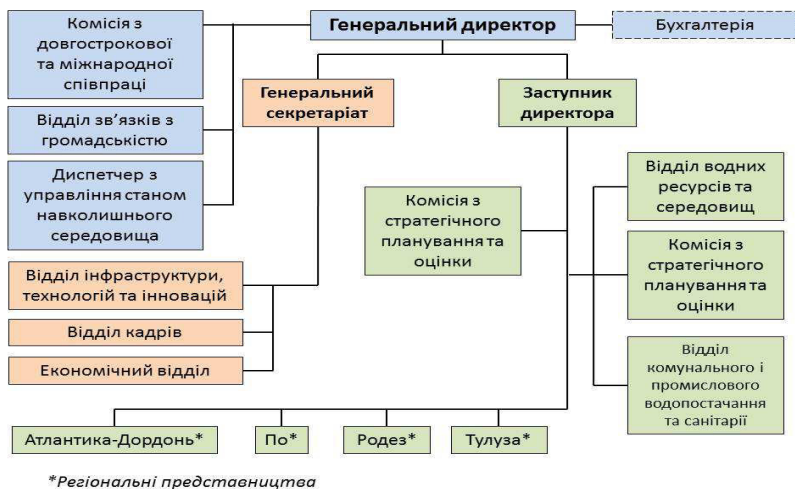 Комісія з
довгострокової
та міжнародної
співпраці
Генеральний директор
Бухгалтерія
Відділ зв’язків з
громадськістю
Диспетчер з
управління станом
навколишнього
середовища
Генеральний
секретаріат
Заступник
директора
Комісія з
стратегічного
планування та
оцінки
Відділ водних
ресурсів та
середовищ
Комісія з
стратегічного
планування та
оцінки
Відділ
комунального і
промислового
водопостачання
та санітарії
Відділ інфраструктури,
технологій та інновацій
Відділ кадрів
Економічний відділ
Атлантика-Дордонь*
По*
Родез*
Тулуза*
*Регіональні представництва